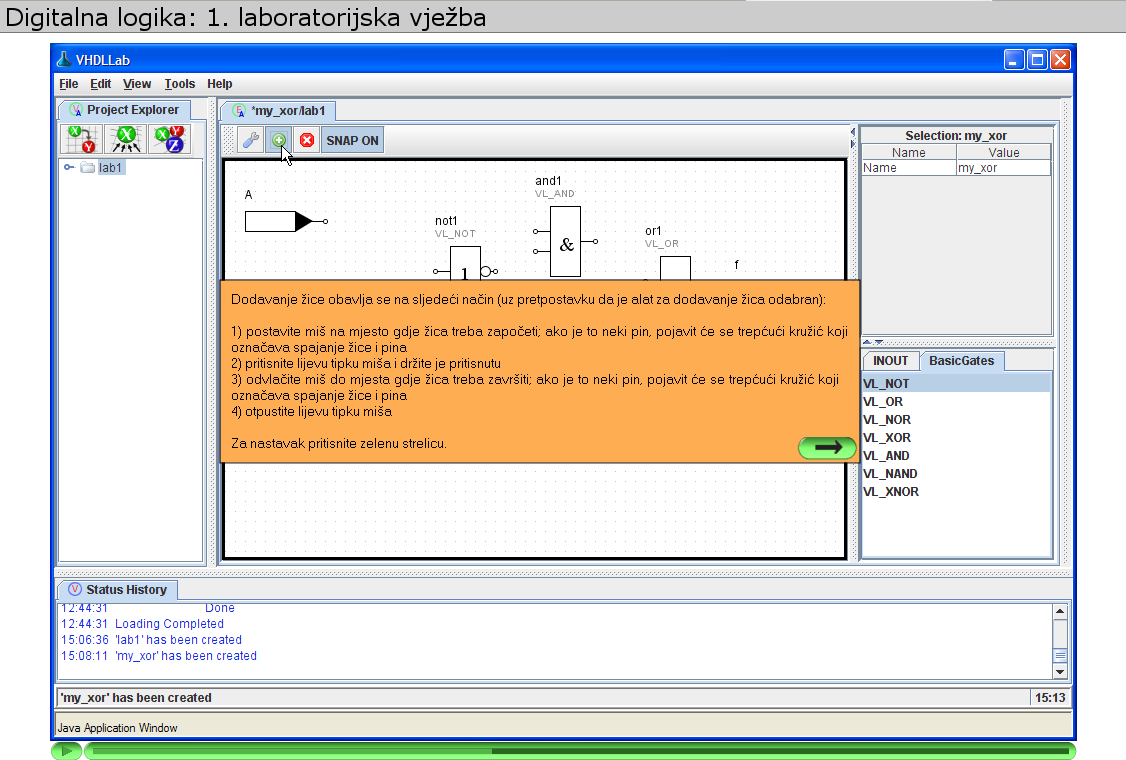 Digitalna logika: 1. laboratorijska vježba
VHDLLab
File Edit View Tools Help
Project Explorer
*my_xor/lab1
X Y
X
X Y Z
SNAP ON
lab1
A
not1
VL_NOT
1
and1
VL_AND
&
or1
VL_OR
f
Selection: my_xor
Name Value
Name my_xor
Dodavanje žice obavlja se na sljedeći način (uz pretpostavku da je alat za dodavanje žica odabran):
1) postavite miš na mjesto gdje žica treba započeti; ako je to neki pin, pojavit će se trepćući kružić koji
označava spajanje žice i pina
2) pritisnite lijevu tipku miša i držite je pritisnutu
3) odvlačite miš do mjesta gdje žica treba završiti; ako je to neki pin, pojavit će se trepćući kružić koji
označava spajanje žice i pina
4) otpustite lijevu tipku miša
Za nastavak pritisnite zelenu strelicu.
INOUT BasicGates
VL_NOT
VL_OR
VL_NOR
VL_XOR
VL_AND
VL_NAND
VL_XNOR
V Status History
12:44:31 Done
12:44:31 Loading Completed
15:06:36 'lab1' has been created
15:08:11 'my_xor' has been created
'my_xor' has been created 15:13
Java Application Window